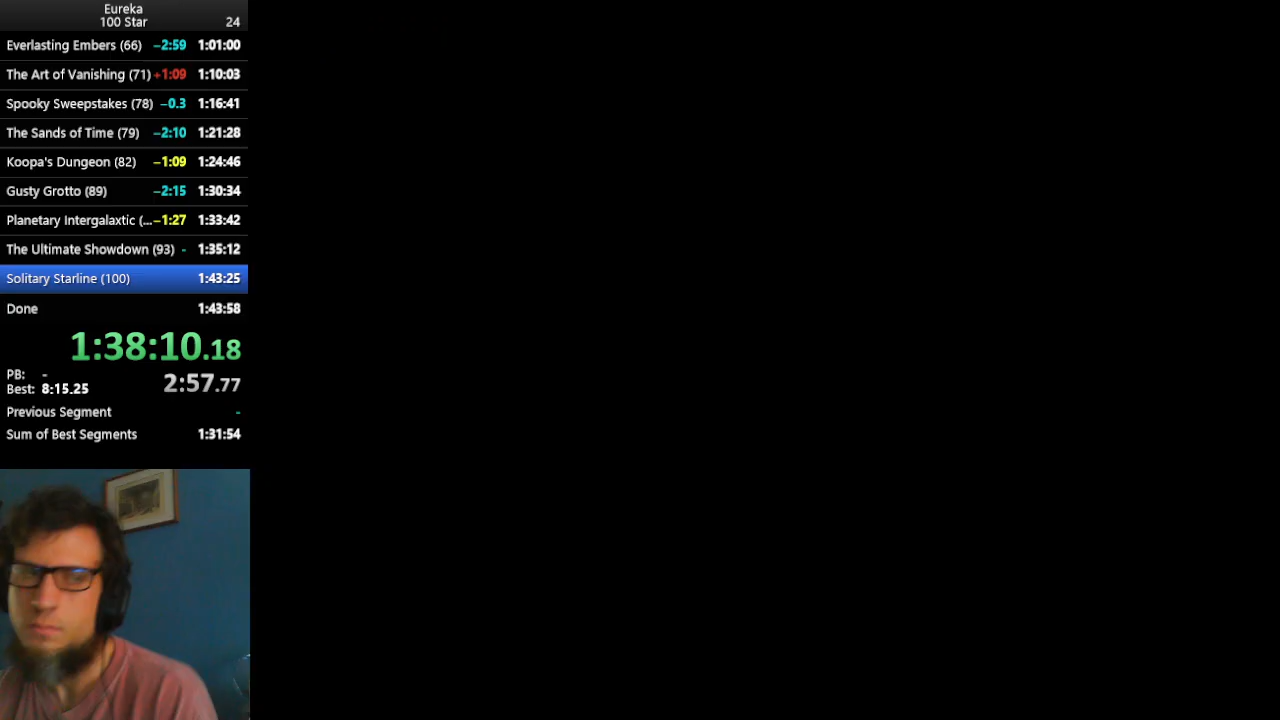 Eureka
100 Star 24
Everlasting Embers (66) −2:59 1:01:00
The Art of Vanishing (71) +1:09 1:10:03
Spooky Sweepstakes (78) −0.3 1:16:41
The Sands of Time (79) −2:10 1:21:28
Koopa's Dungeon (82) −1:09 1:24:46
Gusty Grotto (89) −2:15 1:30:34
Planetary Intergalaxtic (... −1:27 1:33:42
The Ultimate Showdown (93) - 1:35:12
Solitary Starline (100) 1:43:25
Done 1:43:58
1:38:10.18
PB: -
2:57.77
Best: 8:15.25
Previous Segment -
Sum of Best Segments 1:31:54